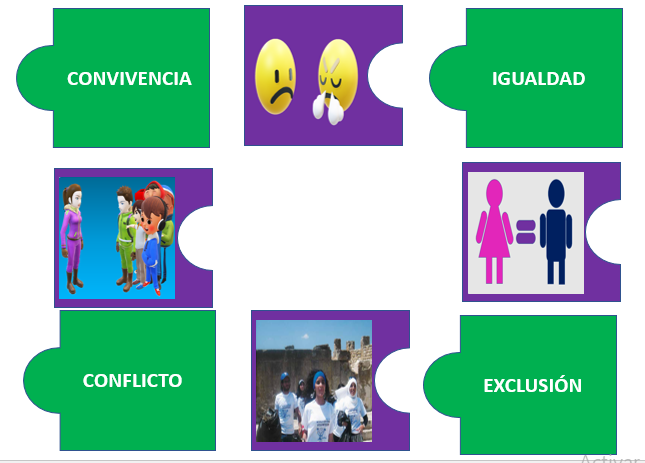 CONVIVENCIA
IGUALDAD
CONFLICTO
EXCLUSIÓN
Activar